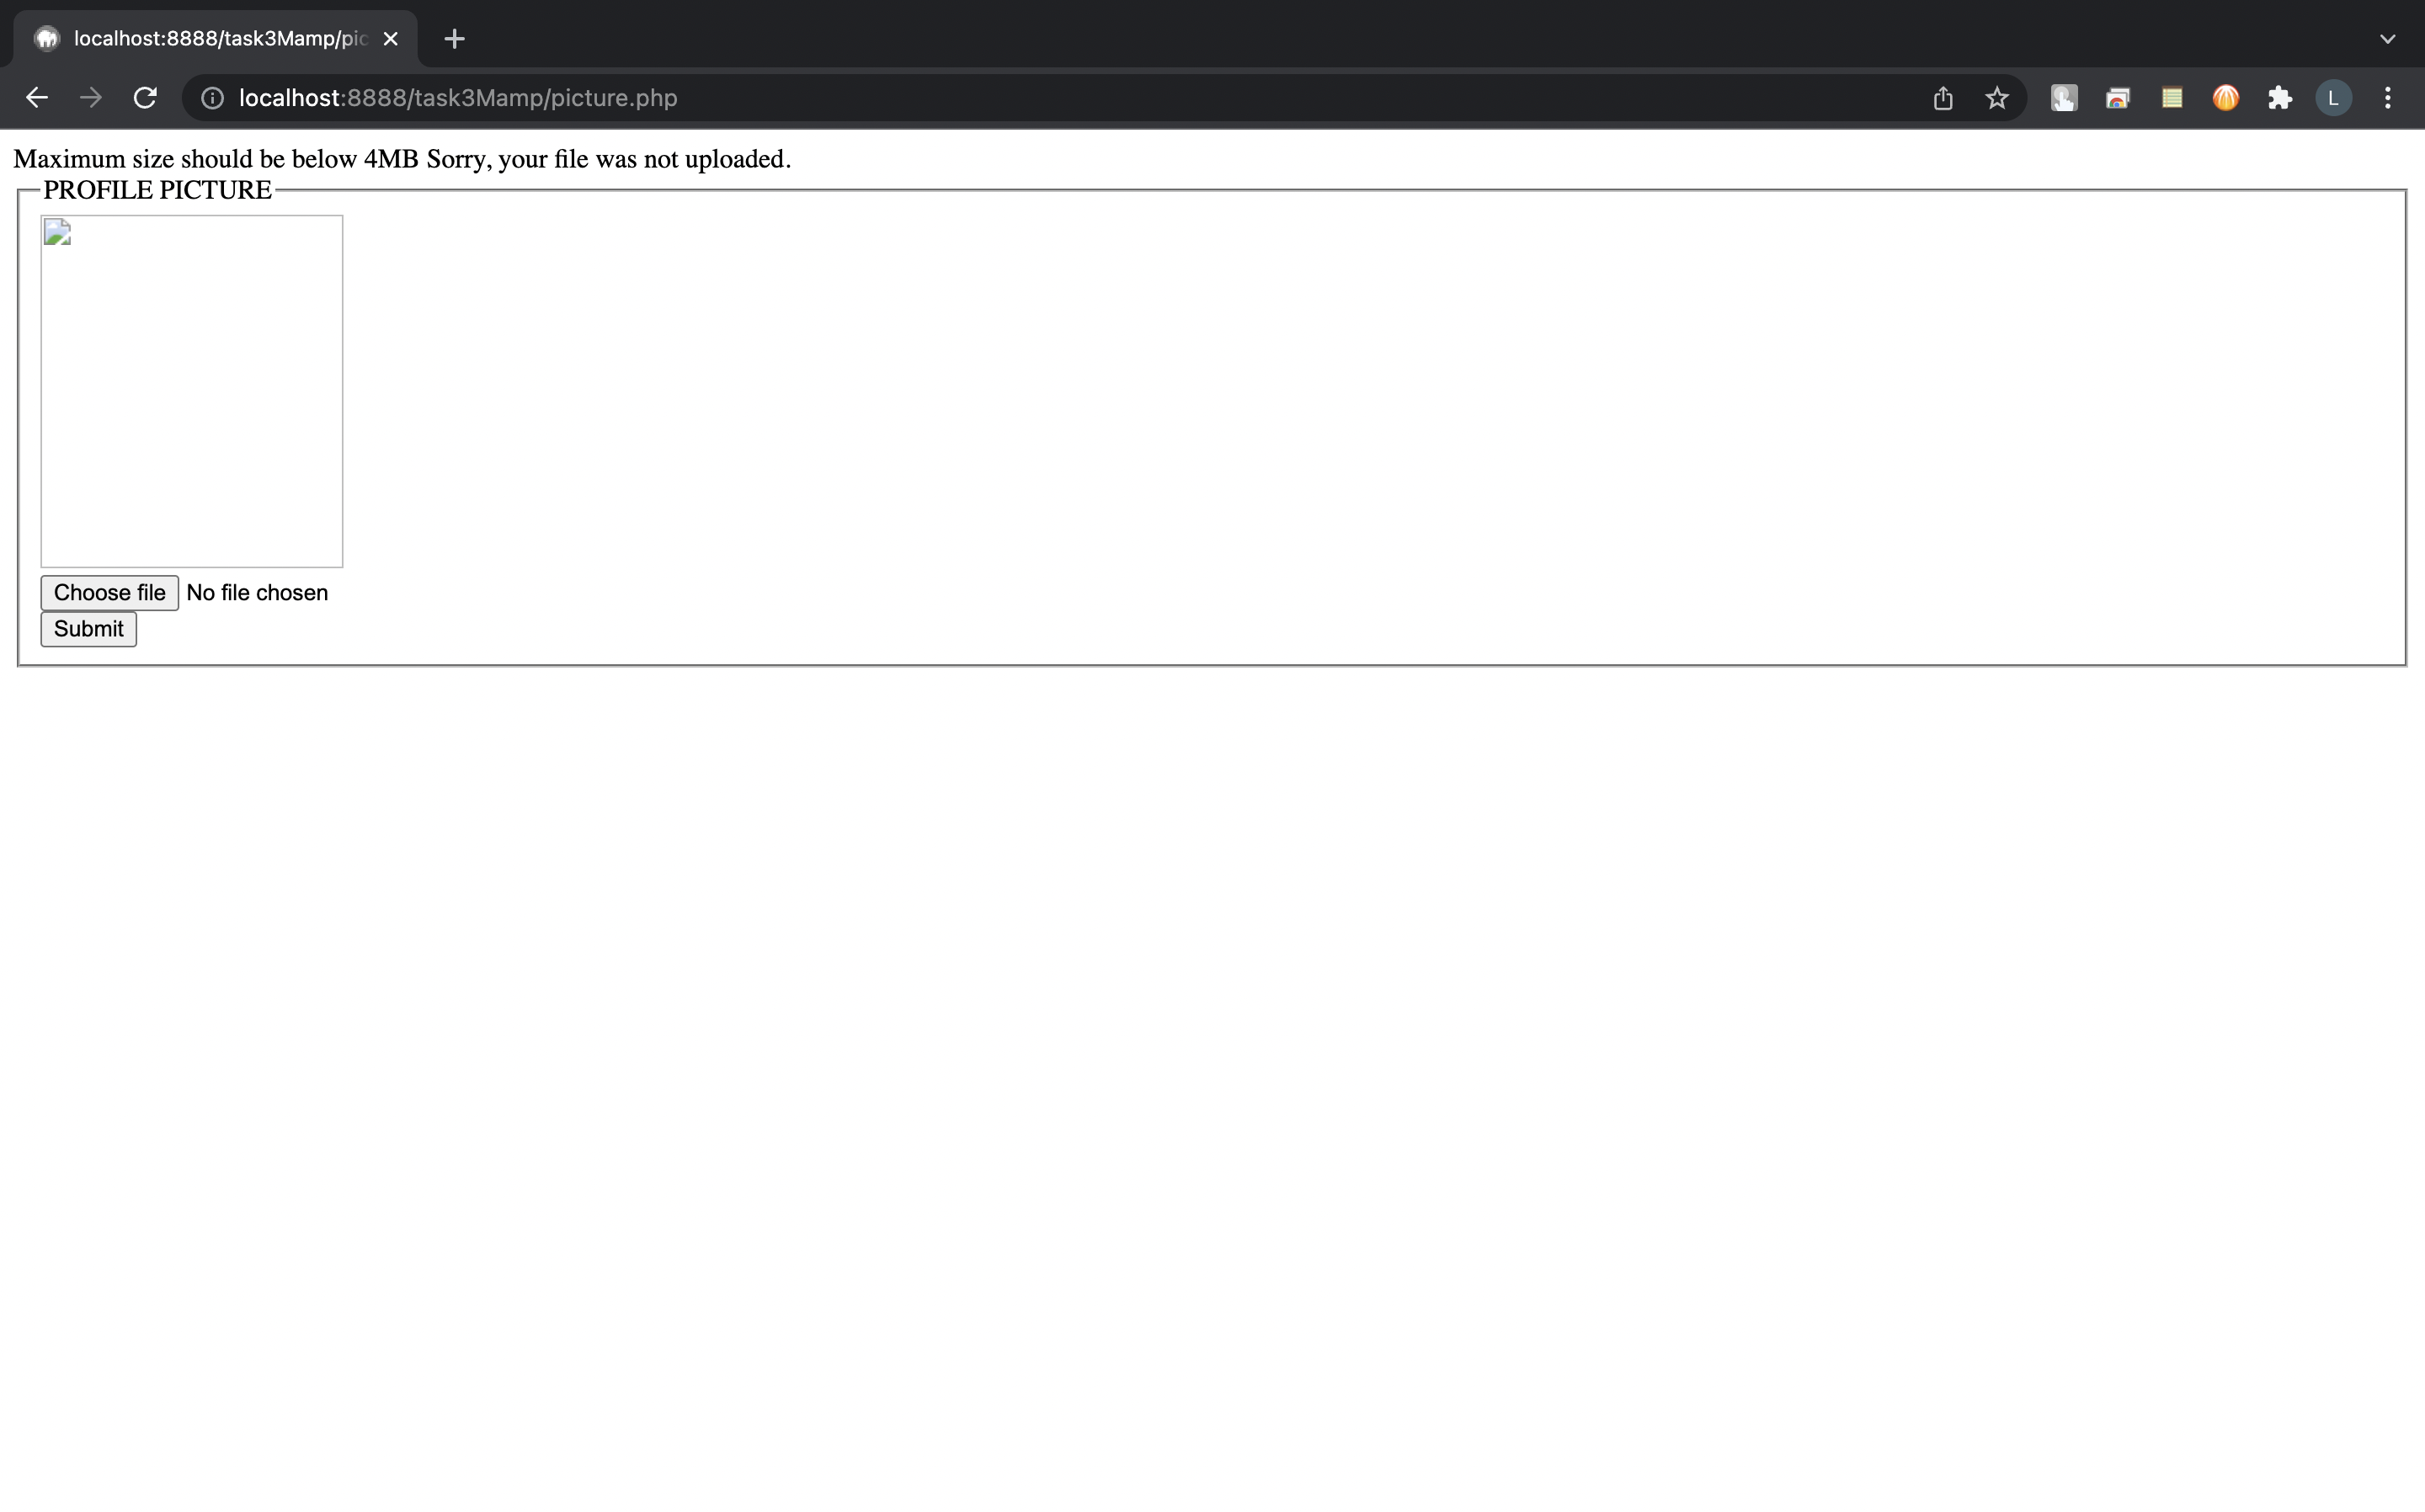 localhost:8888/task3Mamp/pic
localhost:8888/task3Mamp/picture.php
L
Maximum size should be below 4MB Sorry, your file was not uploaded.
PROFILE PICTURE
Choose file No file chosen
Submit